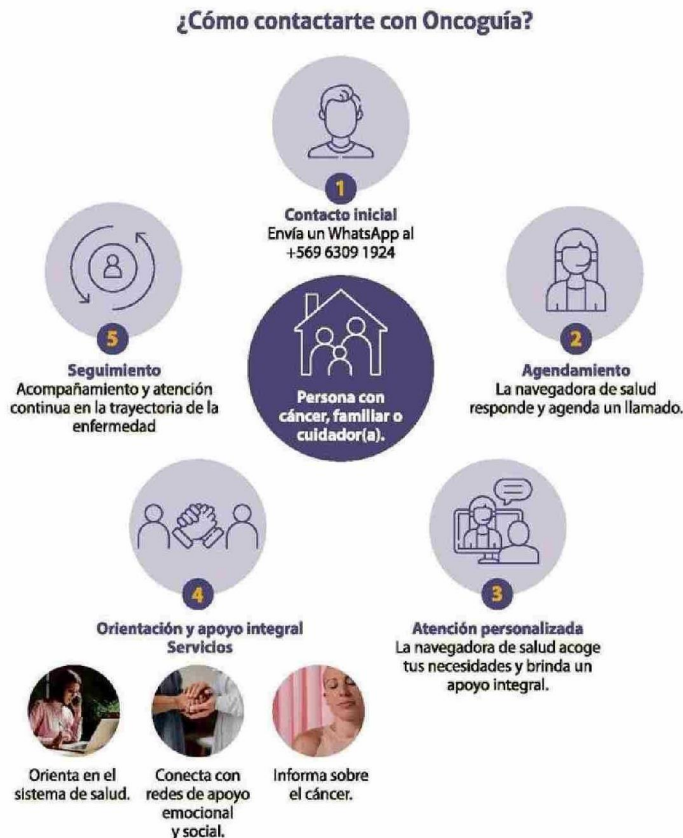 ¿Cómo contactarte con Oncoguía?
1
Contacto inicial
Envía un WhatsApp al
+569 6309 1924
2
Agendamiento
La navegadora de salud
responde y agenda un llamado.
Persona con
cáncer, familiar o
cuidador(a).
3
Atención personalizada
La navegadora de salud acoge
tus necesidades y brinda un
apoyo integral.
4
Orientación y apoyo integral
Servicios
Orienta en el
sistema de salud.
Conecta con
redes de apoyo
emocional
y social.
Informa sobre
el cáncer.
5
Seguimiento
Acompañamiento y atención
continua en la trayectoria de la
enfermedad